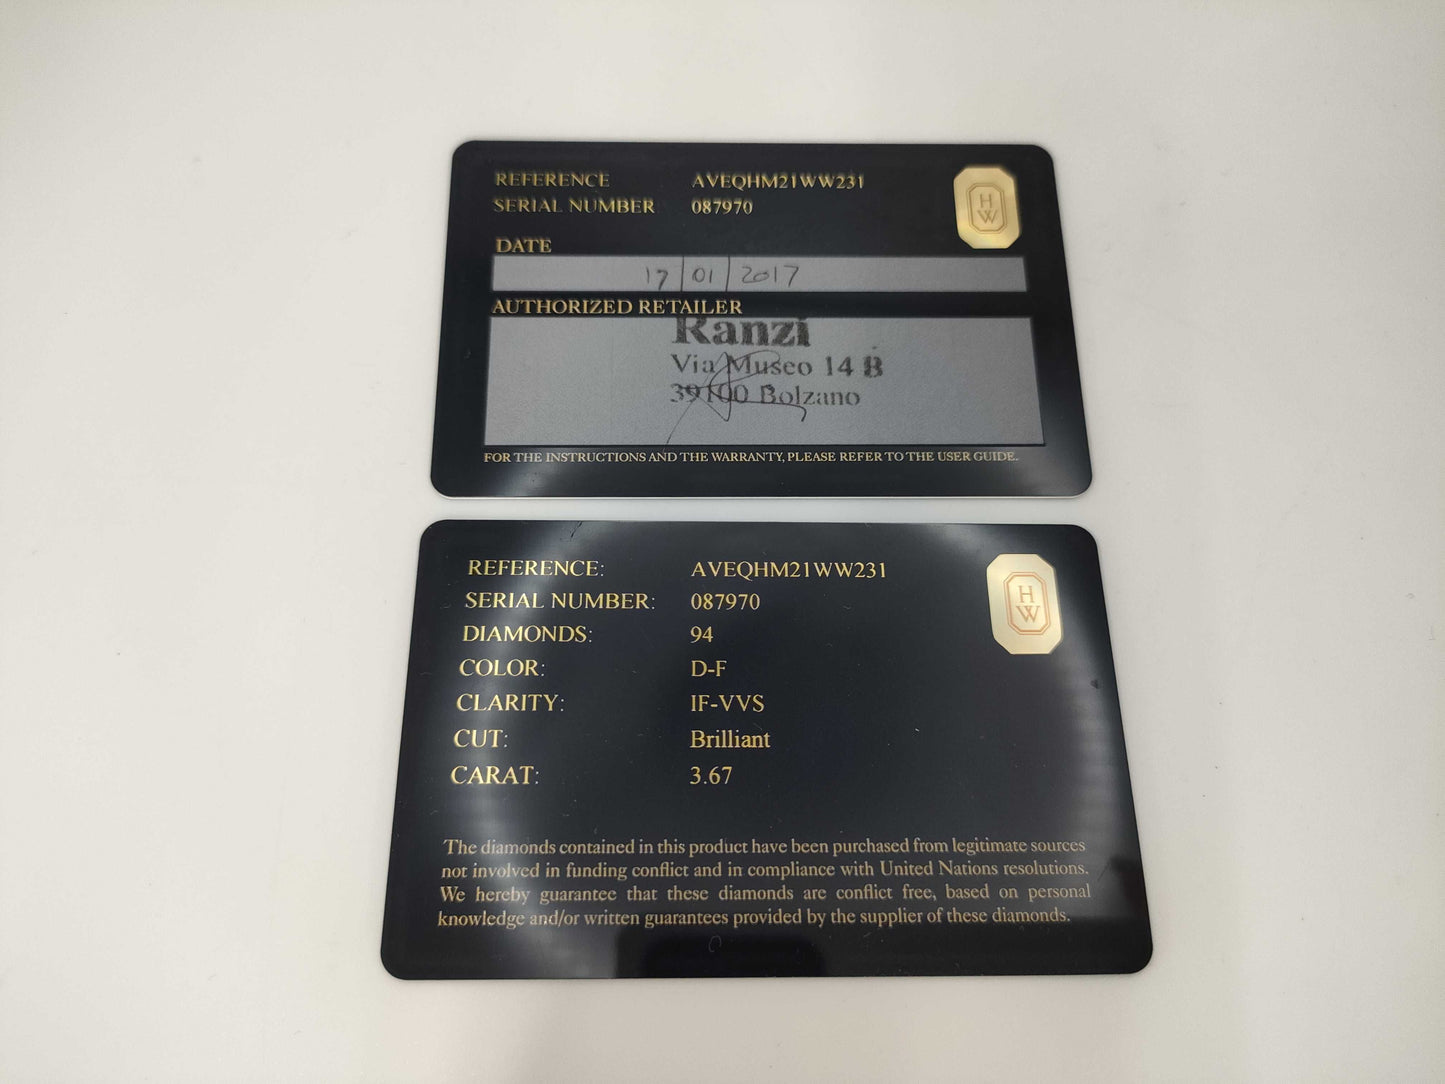 REFERENCE AVEQHM21WW231
SERIAL NUMBER 087970
HW
DATE
17/01/2017
AUTHORIZED RETAILER
Ranzi
Via Museo 14 B
39100 Bolzano
FOR THE INSTRUCTIONS AND THE WARRANTY, PLEASE REFER TO THE USER GUIDE.
REFERENCE: AVEQHM21WW231
SERIAL NUMBER: 087970
HW
DIAMONDS: 94
COLOR: D-F
CLARITY: IF-VVS
CUT: Brilliant
CARAT: 3.67
The diamonds contained in this product have been purchased from legitimate sources
not involved in funding conflict and in compliance with United Nations resolutions.
We hereby guarantee that these diamonds are conflict free, based on personal
knowledge and/or written guarantees provided by the supplier of these diamonds.